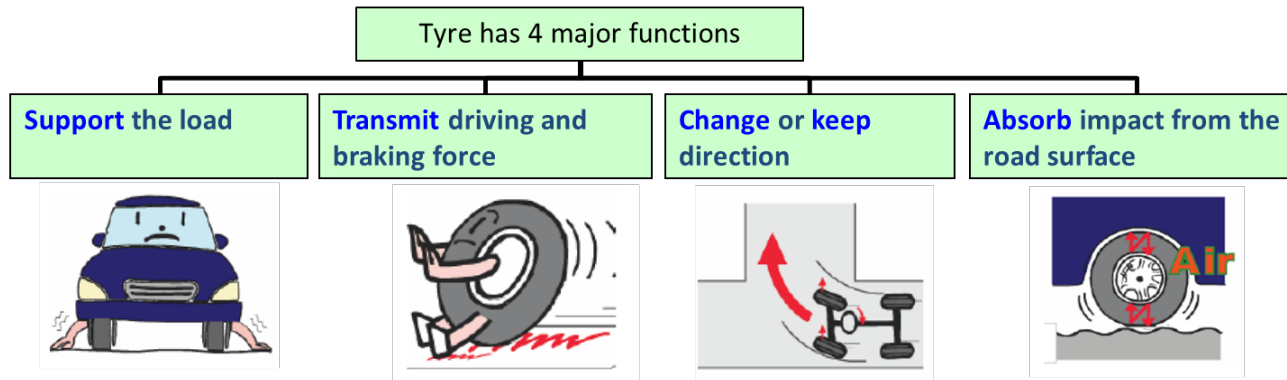 Tyre has 4 major functions
Support the load
Transmit driving and
braking force
Change or keep
direction
Absorb impact from the
road surface
Air